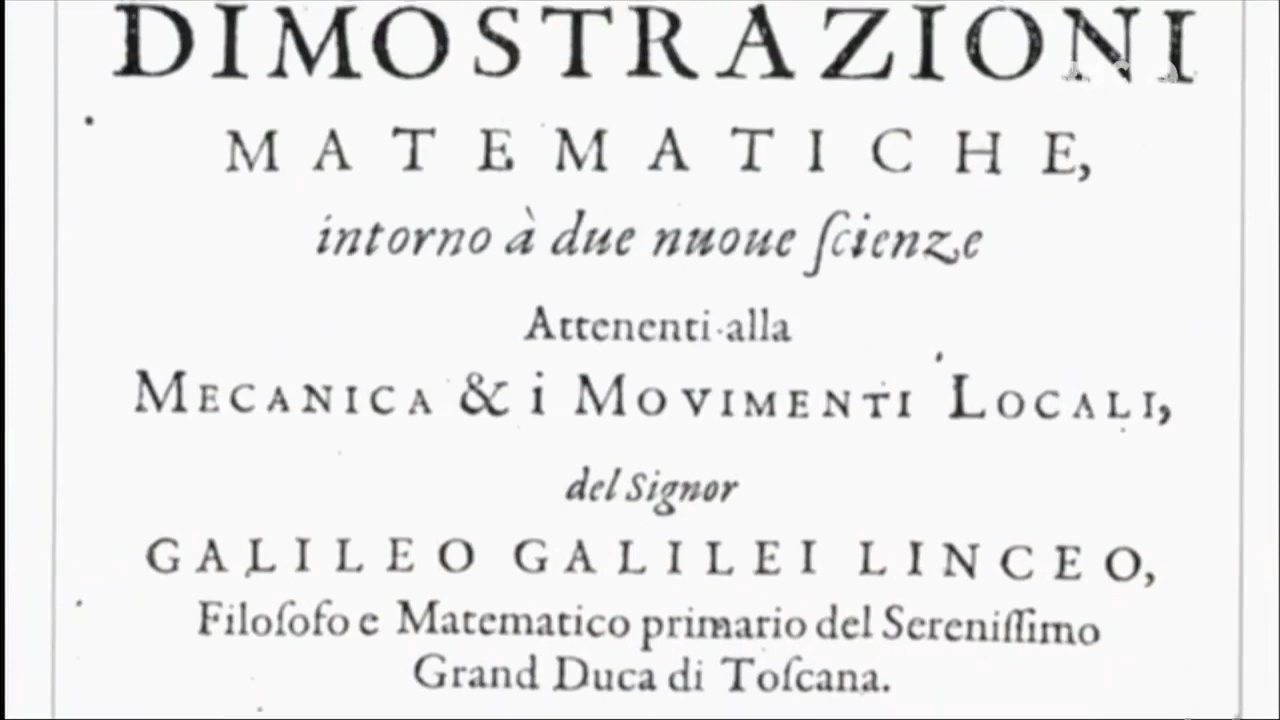 DIMOSTRAZIONI
MATEMATICHE,
intorno à due nuoue ſcienze
Attenenti alla
MECANICA & i MOVIMENTI LOCALI,
del Signor
GALILEO GALILEI LINCEO,
Filoſofo e Matematico primario del Sereniſſimo
Grand Duca di Toſcana.